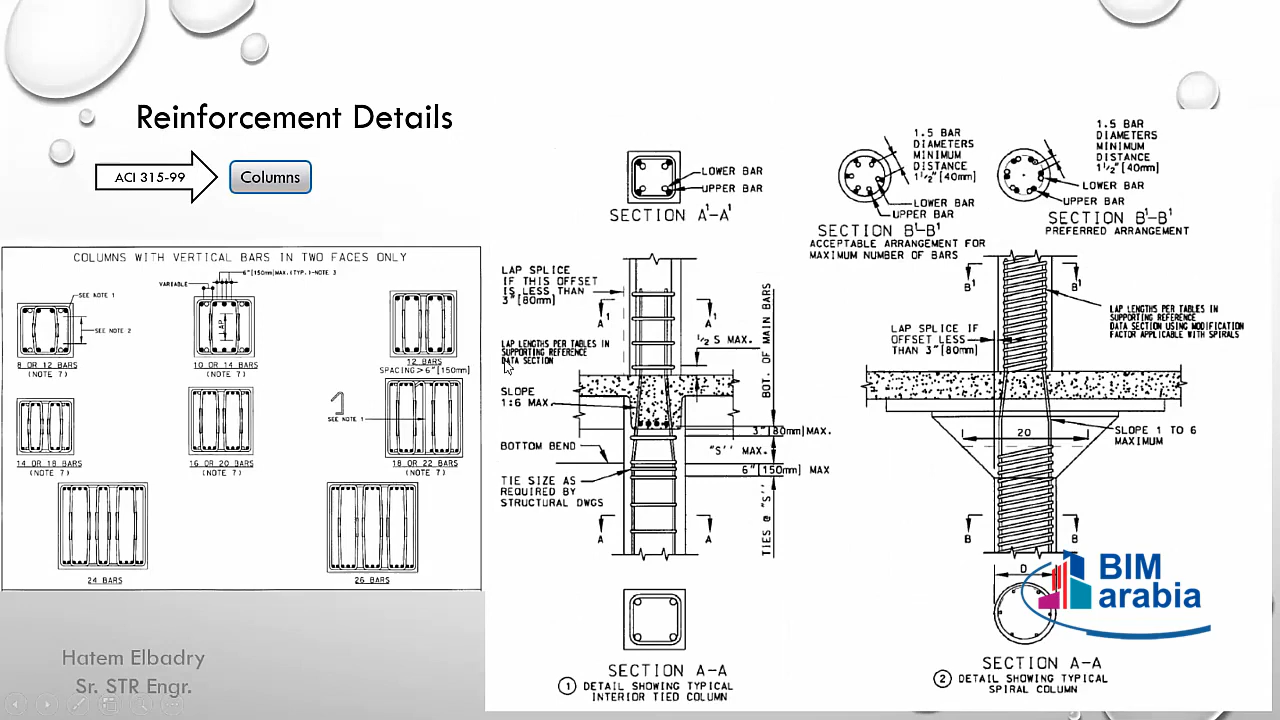 Reinforcement Details
ACI 315-99
Columns
COLUMNS WITH VERTICAL BARS IN TWO FACES ONLY
6"[150mm]MAX.(TYP.)-NOTE 3
VARIABLE
SEE NOTE 1
SEE NOTE 2
LAP
8 OR 12 BARS
(NOTE 7)
10 OR 14 BARS
(NOTE 7)
12 BARS
SPACING > 6"[150mm]
SEE NOTE 1
14 OR 18 BARS
(NOTE 7)
16 OR 20 BARS
(NOTE 7)
18 OR 22 BARS
(NOTE 7)
24 BARS
26 BARS
Hatem Elbadry
Sr. STR Engr.
LOWER BAR
UPPER BAR
SECTION A¹-A¹
LAP SPLICE
IF THIS OFFSET
IS LESS THAN
3"[80mm]
A¹
A¹
LAP LENGTHS PER TABLES IN
SUPPORTING REFERENCE
DATA SECTION
½ S MAX.
BOT. OF MAIN BARS
SLOPE
1:6 MAX.
3"[80mm]MAX.
BOTTOM BEND
"S" MAX.
6"[150mm] MAX
TIE SIZE AS
REQUIRED BY
STRUCTURAL DWGS
TIES @ "S"
A
A
SECTION A-A
1 DETAIL SHOWING TYPICAL
INTERIOR TIED COLUMN
1.5 BAR
DIAMETERS
MINIMUM
DISTANCE
1½"[40mm]
LOWER BAR
UPPER BAR
SECTION B¹-B¹
ACCEPTABLE ARRANGEMENT FOR
MAXIMUM NUMBER OF BARS
1.5 BAR
DIAMETERS
MINIMUM
DISTANCE
1½"[40mm]
LOWER BAR
UPPER BAR
SECTION B¹-B¹
PREFERRED ARRANGEMENT
B¹
B¹
LAP LENGTHS PER TABLES IN
SUPPORTING REFERENCE
DATA SECTION USING MODIFICATION
FACTOR APPLICABLE WITH SPIRALS
LAP SPLICE IF
OFFSET LESS
THAN 3"[80mm]
20
SLOPE 1 TO 6
MAXIMUM
B
B
D
BIM
arabia
SECTION A-A
2 DETAIL SHOWING TYPICAL
SPIRAL COLUMN